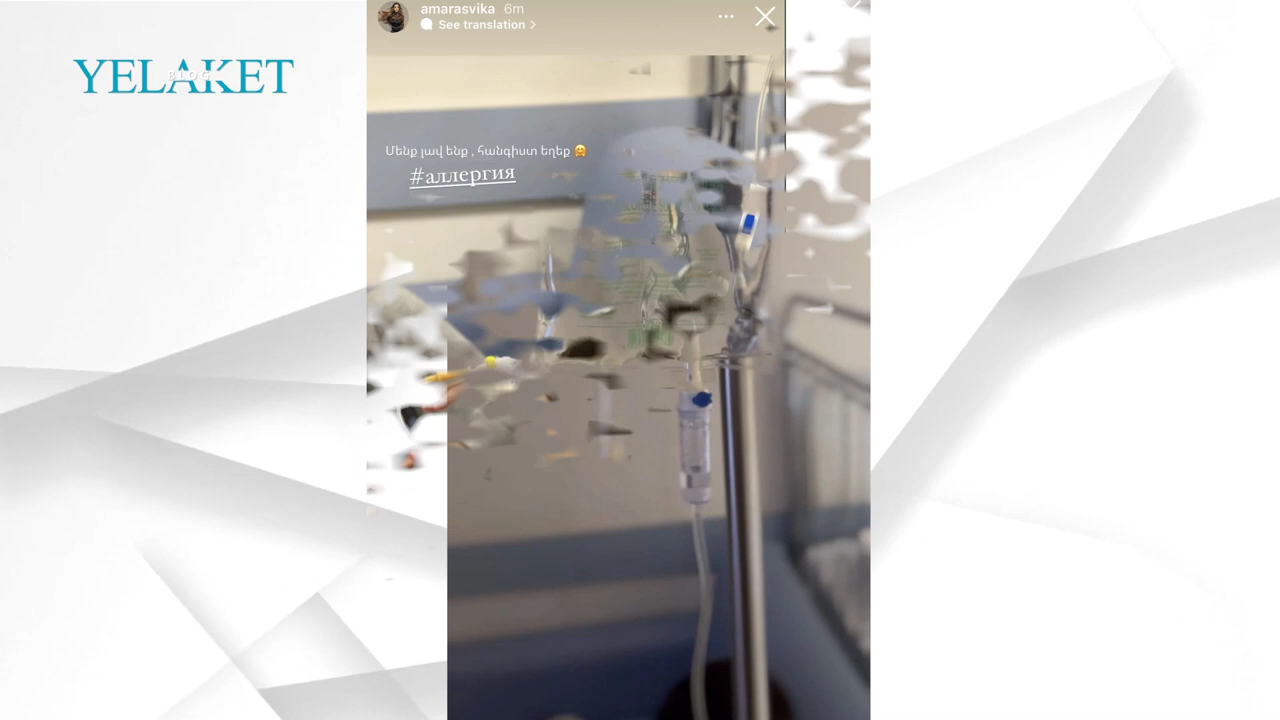 YELAKET
BLOG
amarasvika 6m
See translation
Մենք լավ ենք , հանգիստ եղեք 🤗
#аллергия